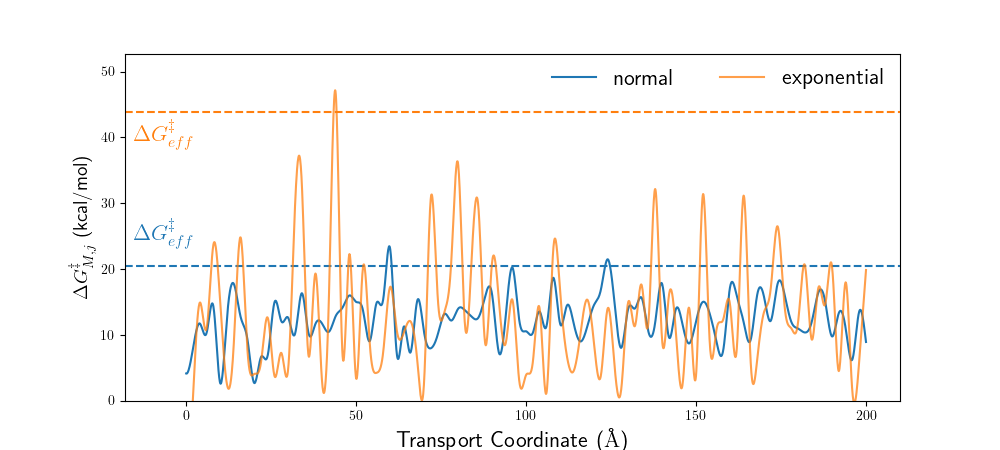 normal exponential
50
40
30
20
10
0
ΔG‡eff
ΔG‡eff
ΔG‡M,j (kcal/mol)
0 50 100 150 200
Transport Coordinate (Å)